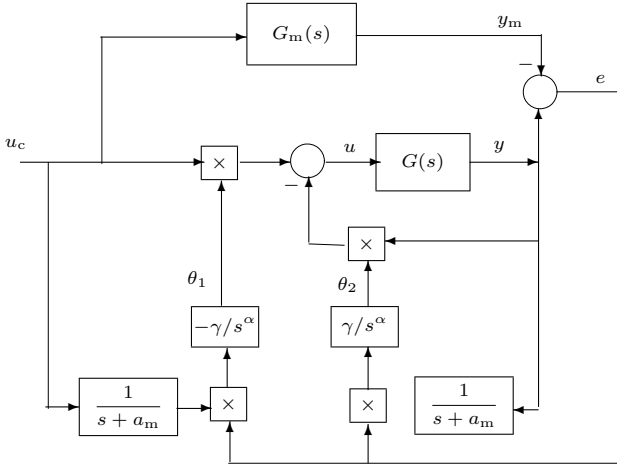 G_m(s)
y_m
−
e
u_c
×
−
u
G(s)
y
×
θ_1
θ_2
−γ/s^α
γ/s^α
1/(s + a_m)
×
×
1/(s + a_m)